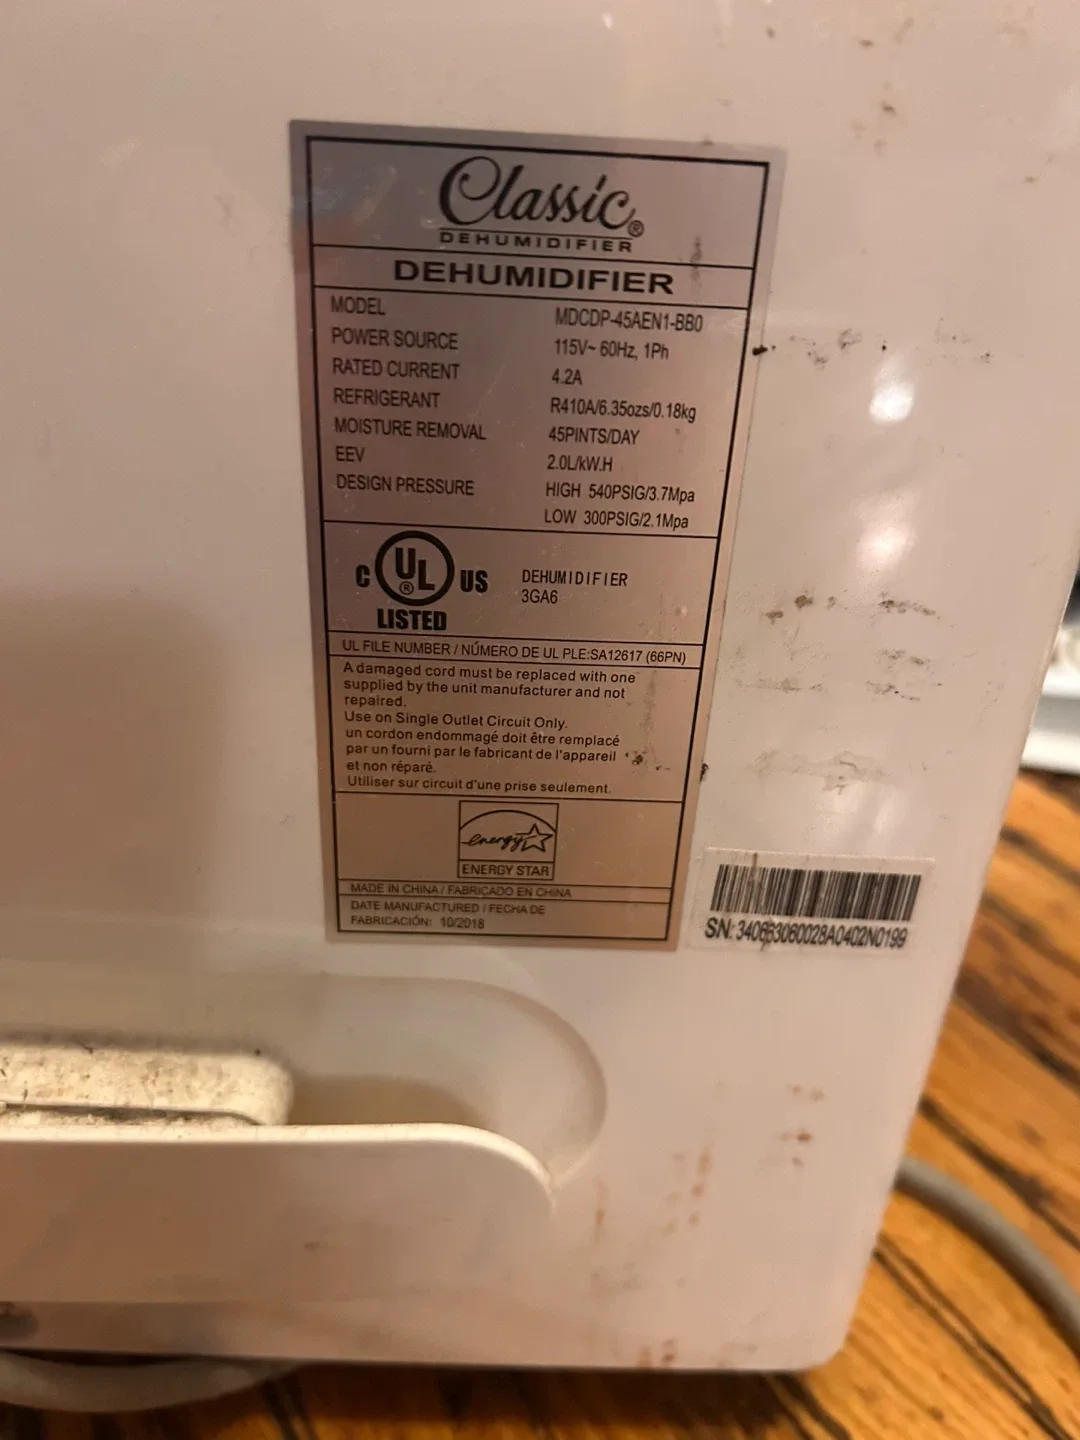 Classic®
DEHUMIDIFIER
DEHUMIDIFIER
MODEL MDCDP-45AEN1-BB0
POWER SOURCE 115V~ 60Hz, 1Ph
RATED CURRENT 4.2A
REFRIGERANT R410A/6.35ozs/0.18kg
MOISTURE REMOVAL 45PINTS/DAY
EEV 2.0L/kW.H
DESIGN PRESSURE HIGH 540PSIG/3.7Mpa
LOW 300PSIG/2.1Mpa
C UL® US
LISTED
DEHUMIDIFIER
3GA6
UL FILE NUMBER / NÚMERO DE UL PLE:SA12617 (66PN)
A damaged cord must be replaced with one
supplied by the unit manufacturer and not
repaired.
Use on Single Outlet Circuit Only.
un cordon endommagé doit être remplacé
par un fourni par le fabricant de l'appareil
et non réparé.
Utiliser sur circuit d'une prise seulement.
energy
ENERGY STAR
MADE IN CHINA / FABRICADO EN CHINA
DATE MANUFACTURED / FECHA DE
FABRICACIÓN: 10/2018
SN: 340663060028A0402N0199